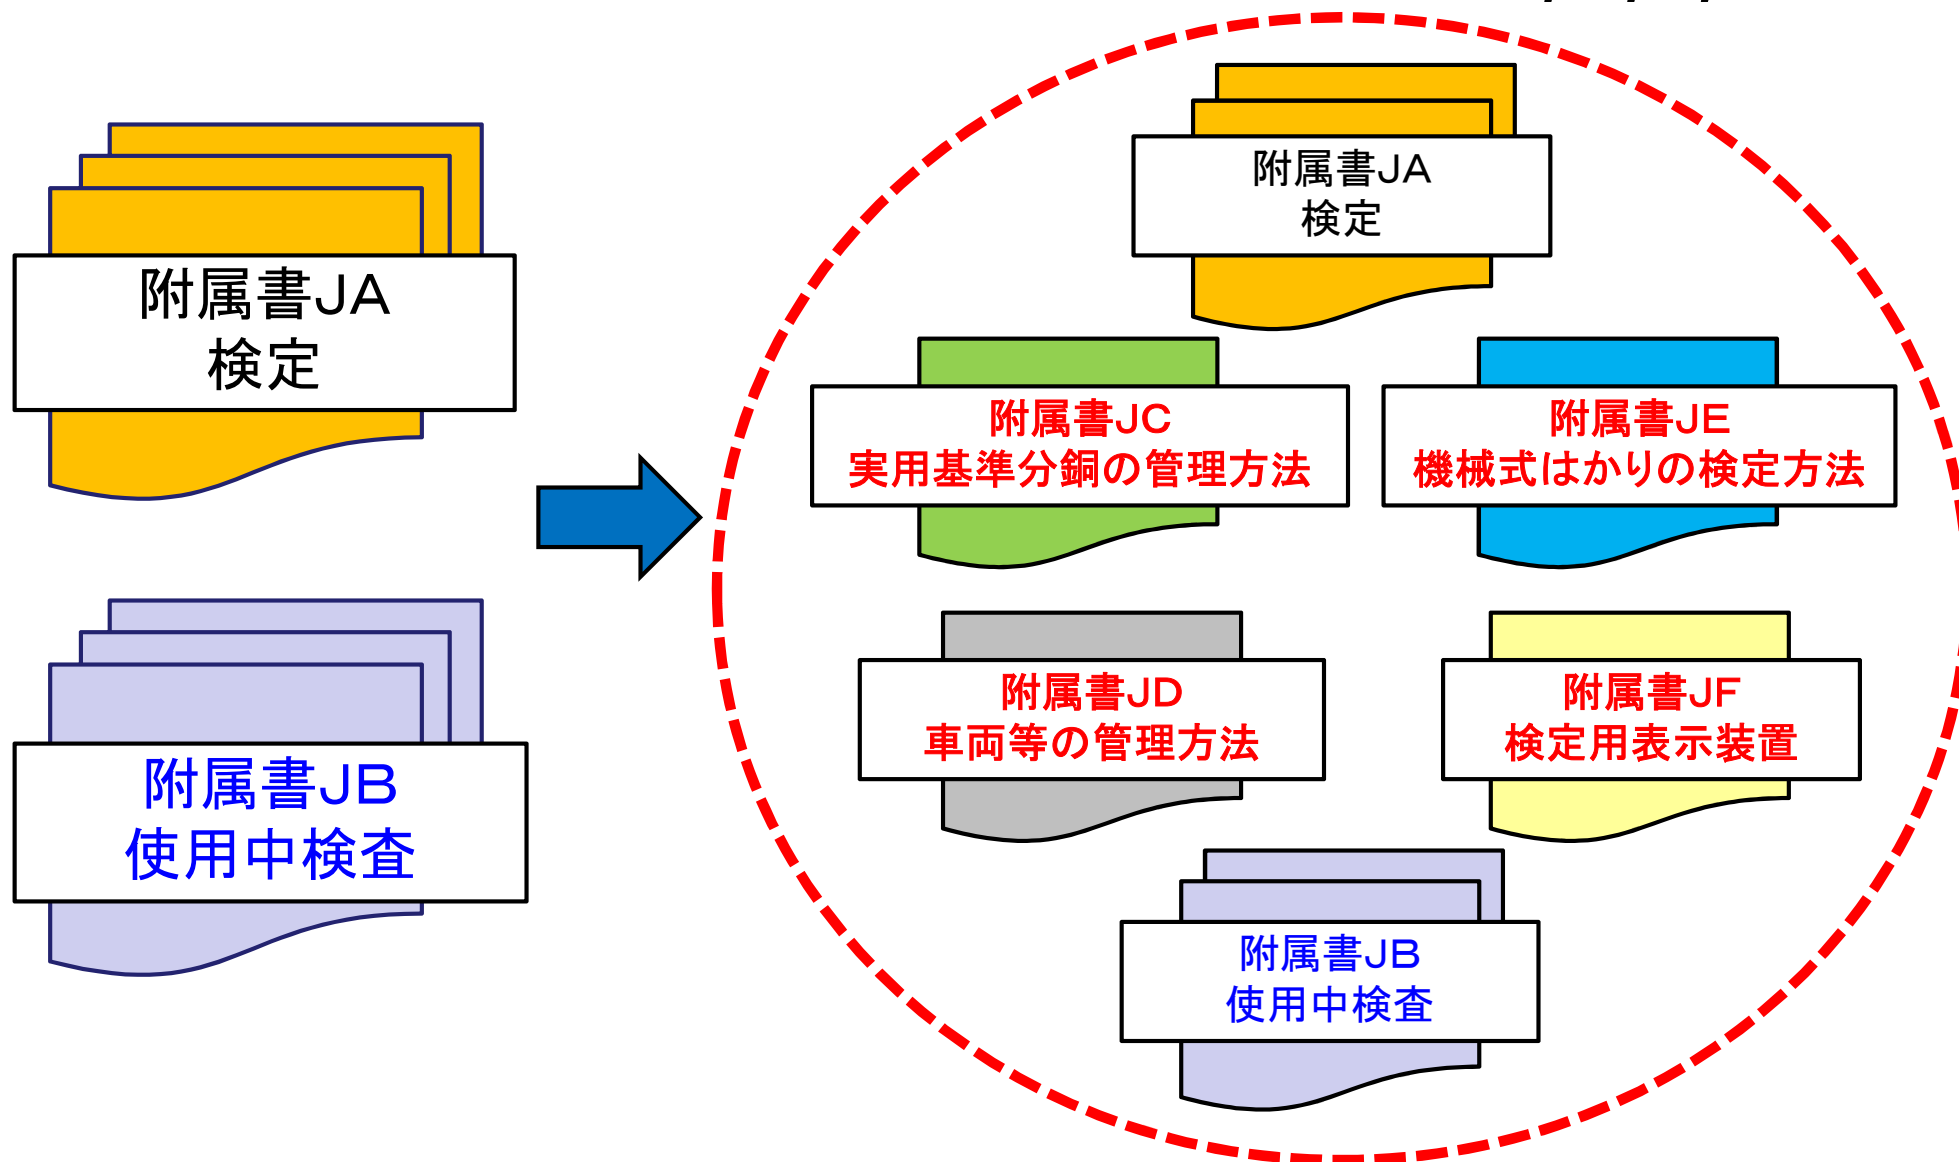 附属書JA
検定
附属書JB
使用中検査
附属書JA
検定
附属書JC
実用基準分銅の管理方法
附属書JE
機械式はかりの検定方法
附属書JD
車両等の管理方法
附属書JF
検定用表示装置
附属書JB
使用中検査